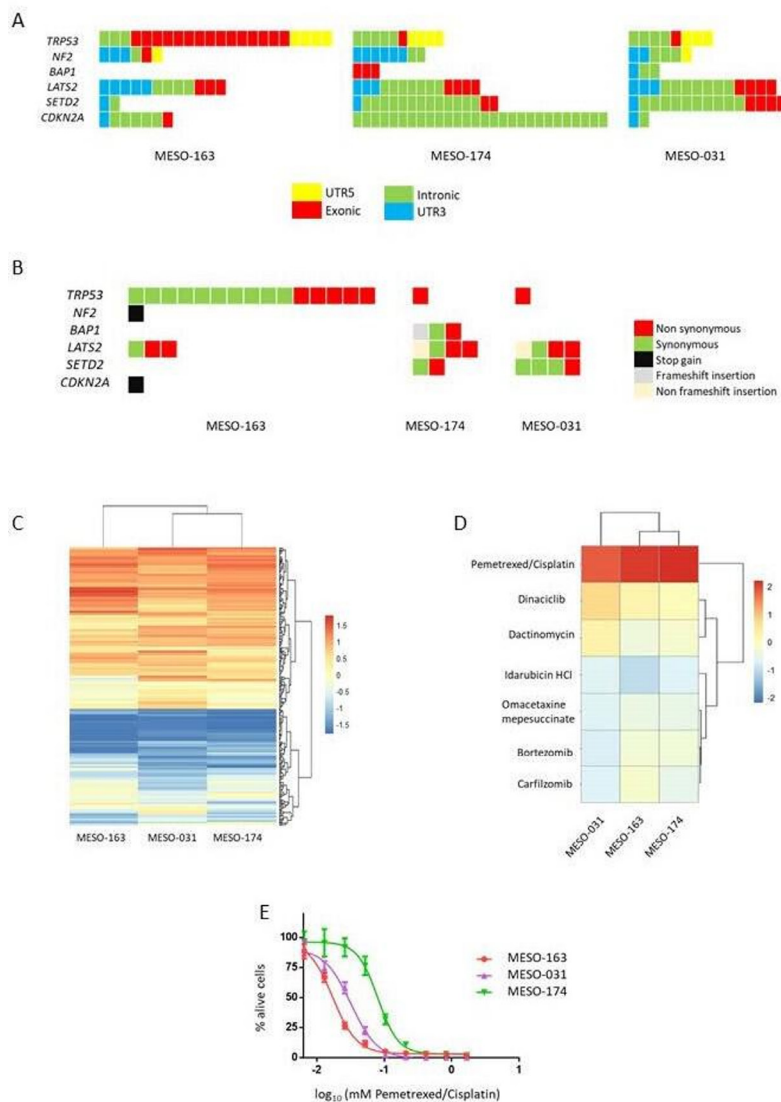 A
TRP53
NF2
BAP1
LATS2
SETD2
CDKN2A
MESO-163
MESO-174
MESO-031
UTR5
Intronic
Exonic
UTR3
B
TRP53
NF2
BAP1
LATS2
SETD2
CDKN2A
MESO-163
MESO-174
MESO-031
Non synonymous
Synonymous
Stop gain
Frameshift insertion
Non frameshift insertion
C
1.5
1
0.5
0
-0.5
-1
-1.5
MESO-163
MESO-031
MESO-174
D
Pemetrexed/Cisplatin
Dinaciclib
Dactinomycin
Idarubicin HCl
Omacetaxine
mepesuccinate
Bortezomib
Carfilzomib
2
1
0
-1
-2
MESO-031
MESO-163
MESO-174
E
100
75
50
25
0
% alive cells
-2
-1
0
1
log10 (mM Pemetrexed/Cisplatin)
MESO-163
MESO-031
MESO-174